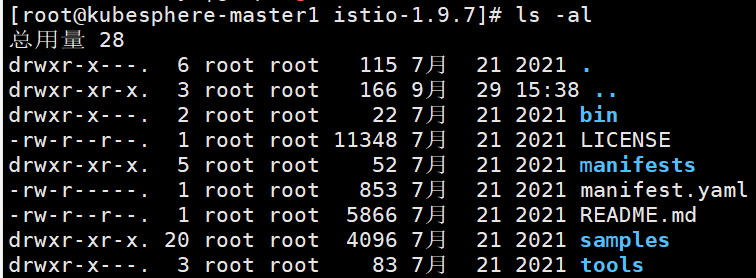 [root@kubesphere-master1 istio-1.9.7]# ls -al
总用量 28
drwxr-x---.  6 root root   115 7月  21 2021 .
drwxr-xr-x.  3 root root   166 9月  29 15:38 ..
drwxr-x---.  2 root root    22 7月  21 2021 bin
-rw-r--r--.  1 root root 11348 7月  21 2021 LICENSE
drwxr-xr-x.  5 root root    52 7月  21 2021 manifests
-rw-r-----.  1 root root   853 7月  21 2021 manifest.yaml
-rw-r--r--.  1 root root  5866 7月  21 2021 README.md
drwxr-xr-x. 20 root root  4096 7月  21 2021 samples
drwxr-x---.  3 root root    83 7月  21 2021 tools